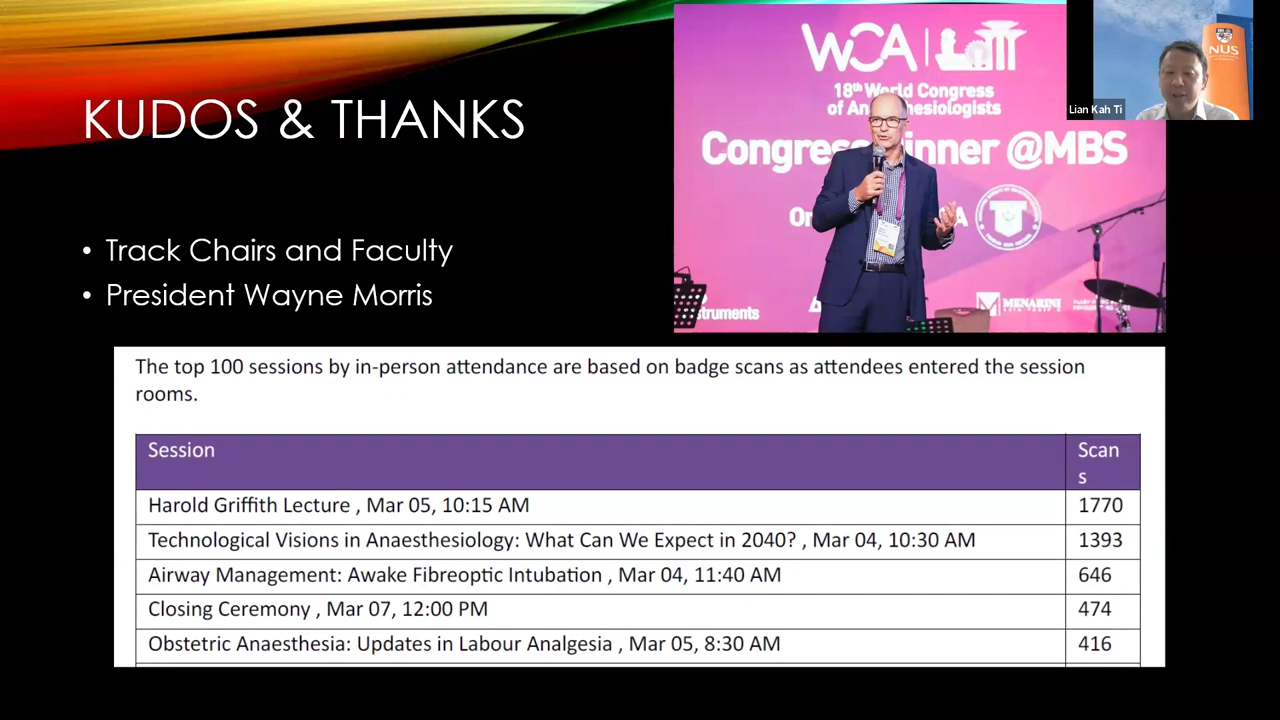 KUDOS & THANKS
• Track Chairs and Faculty
• President Wayne Morris
WCA
18th World Congress
of Anaesthesiologists
Congress Dinner @MBS
MENARINI
NUS
Lian Kah Ti
The top 100 sessions by in-person attendance are based on badge scans as attendees entered the session
rooms.
Session
Scan
s
Harold Griffith Lecture , Mar 05, 10:15 AM 1770
Technological Visions in Anaesthesiology: What Can We Expect in 2040? , Mar 04, 10:30 AM 1393
Airway Management: Awake Fibreoptic Intubation , Mar 04, 11:40 AM 646
Closing Ceremony , Mar 07, 12:00 PM 474
Obstetric Anaesthesia: Updates in Labour Analgesia , Mar 05, 8:30 AM 416